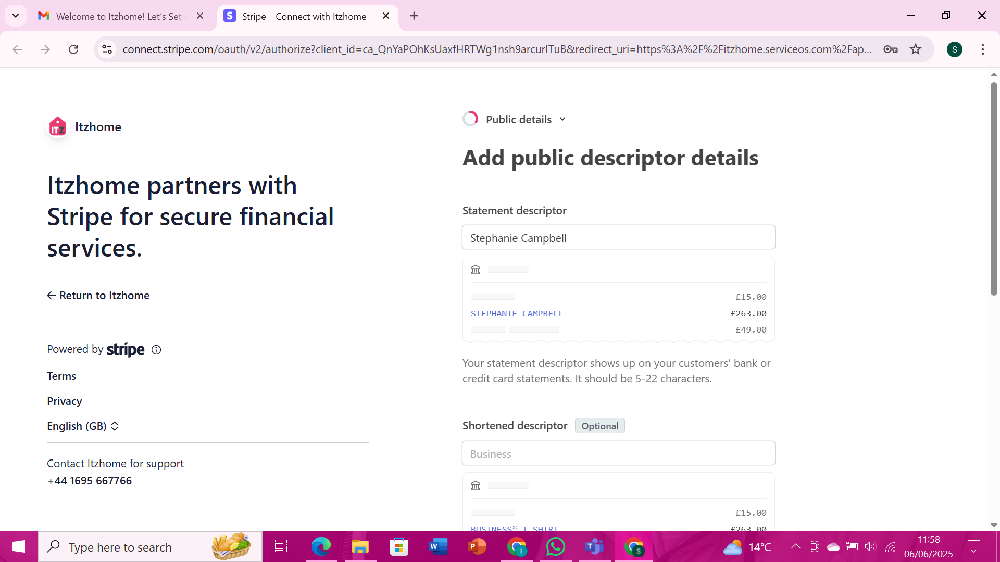 Welcome to Itzhome! Let's Set
Stripe – Connect with Itzhome
connect.stripe.com/oauth/v2/authorize?client_id=ca_QnYaPOhKsUaxfHRTWg1nsh9arcurITuB&redirect_uri=https%3A%2F%2Fitzhome.serviceos.com%2Fap...
S
ITZ
Itzhome
Itzhome partners with
Stripe for secure financial
services.
Return to Itzhome
Powered by stripe
Terms
Privacy
English (GB)
Contact Itzhome for support
+44 1695 667766
Public details
Add public descriptor details
Statement descriptor
Stephanie Campbell
£15.00
STEPHANIE CAMPBELL £263.00
£49.00
Your statement descriptor shows up on your customers’ bank or
credit card statements. It should be 5-22 characters.
Shortened descriptor Optional
Business
£15.00
BUSINESS* T-SHIRT £263.00
Type here to search
14°C
11:58
06/06/2025